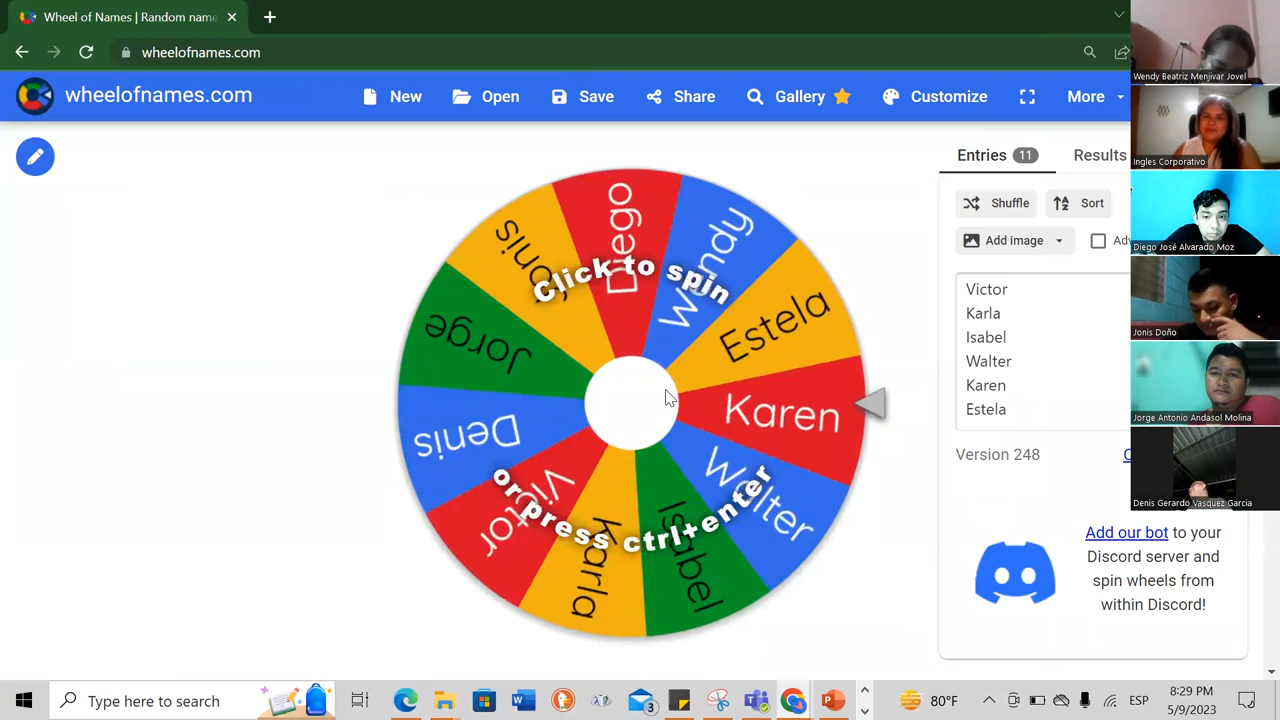 Wheel of Names | Random name
wheelofnames.com
wheelofnames.com
New
Open
Save
Share
Gallery
Customize
More
Entries 11
Results
Shuffle
Sort
Add image
Adv
Victor
Karla
Isabel
Walter
Karen
Estela
Version 248
Add our bot to your
Discord server and
spin wheels from
within Discord!
Click to spin
or press ctrl+enter
Diego
Wendy
Estela
Karen
Walter
Isabel
Karla
Victor
Denis
Jorge
Jonis
Wendy Beatriz Menjivar Jovel
Ingles Corporativo
Diego José Alvarado Moz
Jonis Doño
Jorge Antonio Andasol Molina
Denis Gerardo Vasquez Garcia
Type here to search
3
80°F
ESP
8:29 PM
5/9/2023